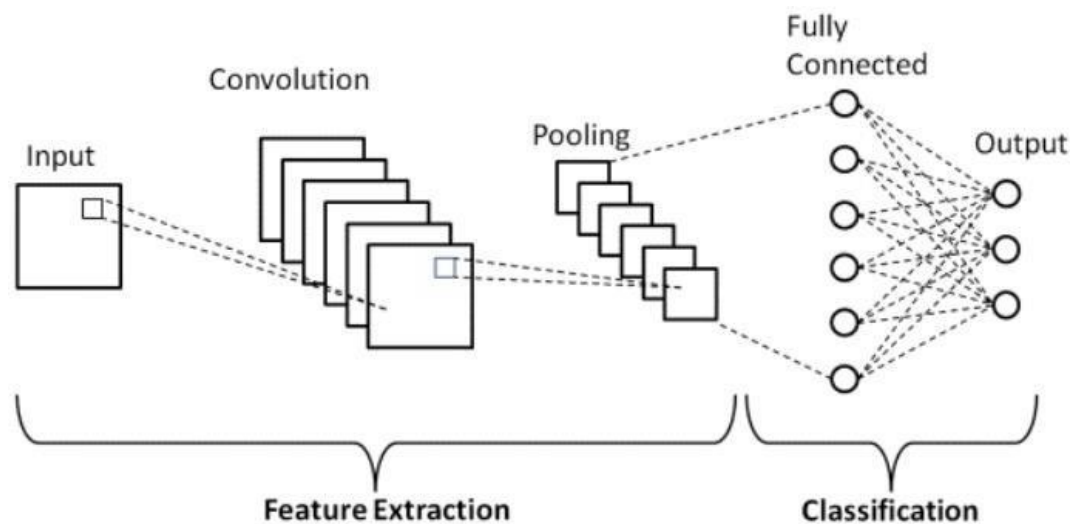 Input
Convolution
Pooling
Fully
Connected
Output
Feature Extraction
Classification